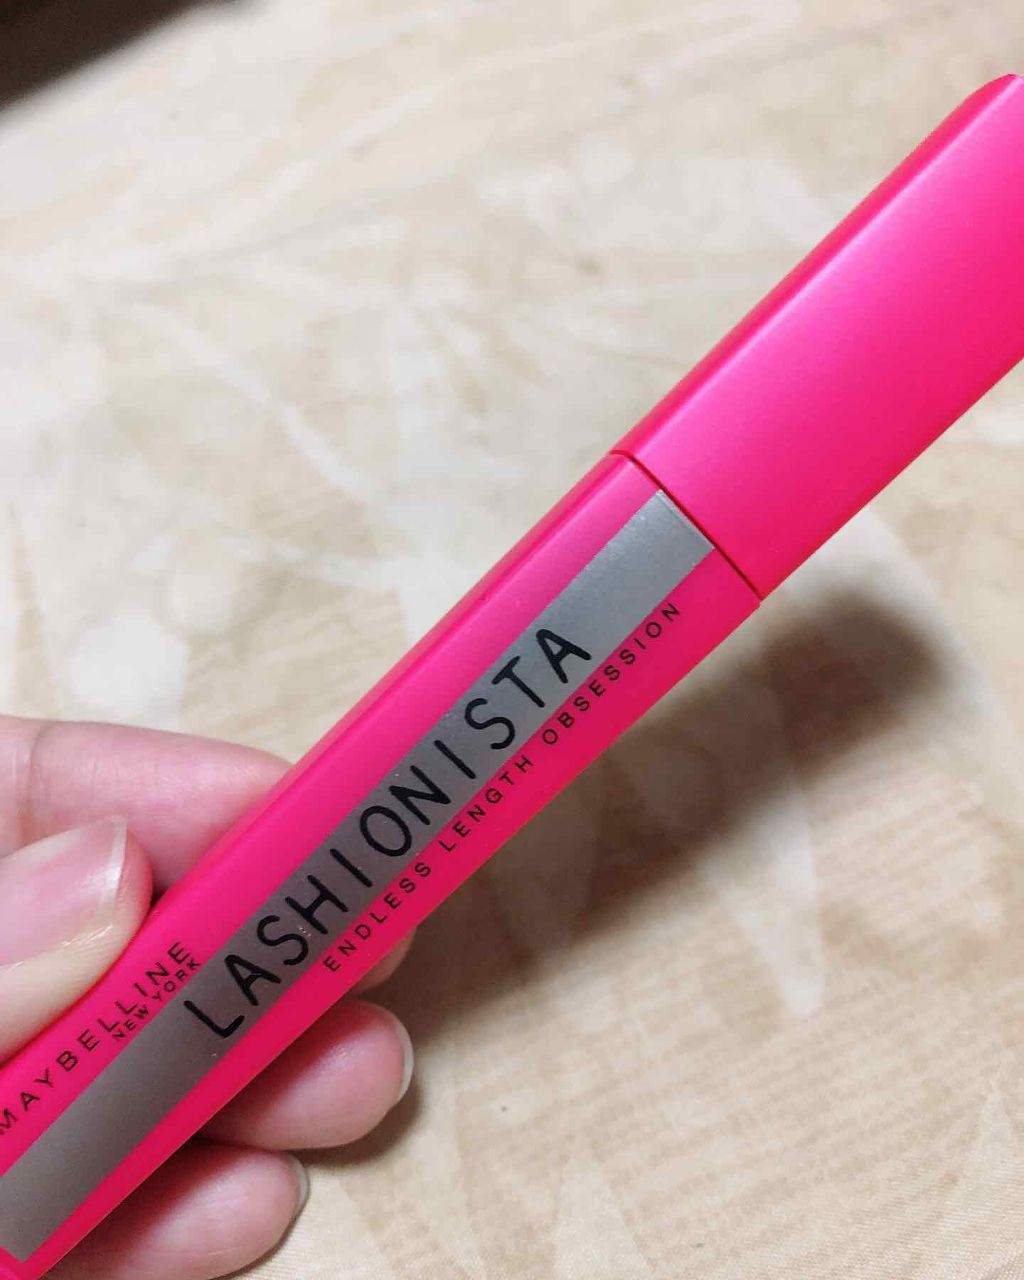 MAYBELLINE
NEW YORK
LASHIONISTA
ENDLESS LENGTH OBSESSION